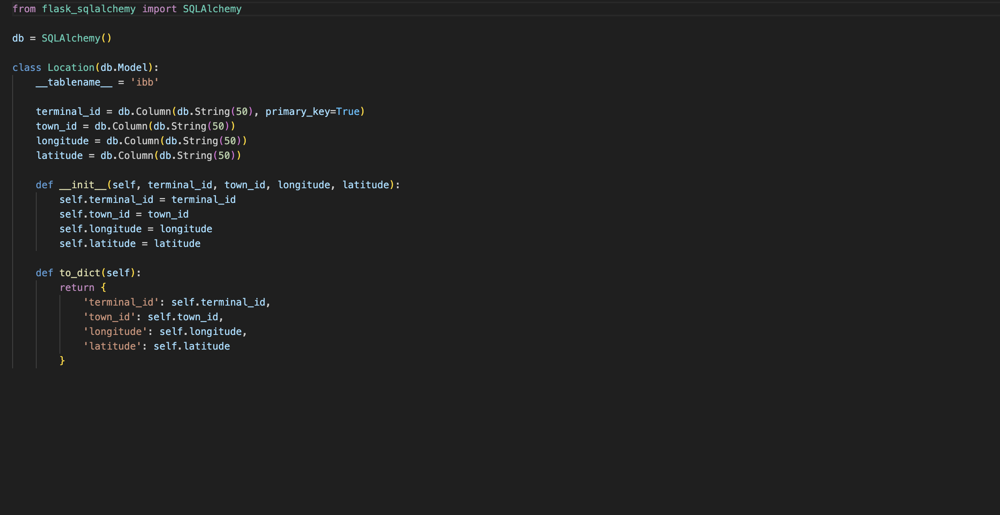 from flask_sqlalchemy import SQLAlchemy
db = SQLAlchemy()
class Location(db.Model):
    __tablename__ = 'ibb'
    terminal_id = db.Column(db.String(50), primary_key=True)
    town_id = db.Column(db.String(50))
    longitude = db.Column(db.String(50))
    latitude = db.Column(db.String(50))
    def __init__(self, terminal_id, town_id, longitude, latitude):
        self.terminal_id = terminal_id
        self.town_id = town_id
        self.longitude = longitude
        self.latitude = latitude
    def to_dict(self):
        return {
            'terminal_id': self.terminal_id,
            'town_id': self.town_id,
            'longitude': self.longitude,
            'latitude': self.latitude
        }